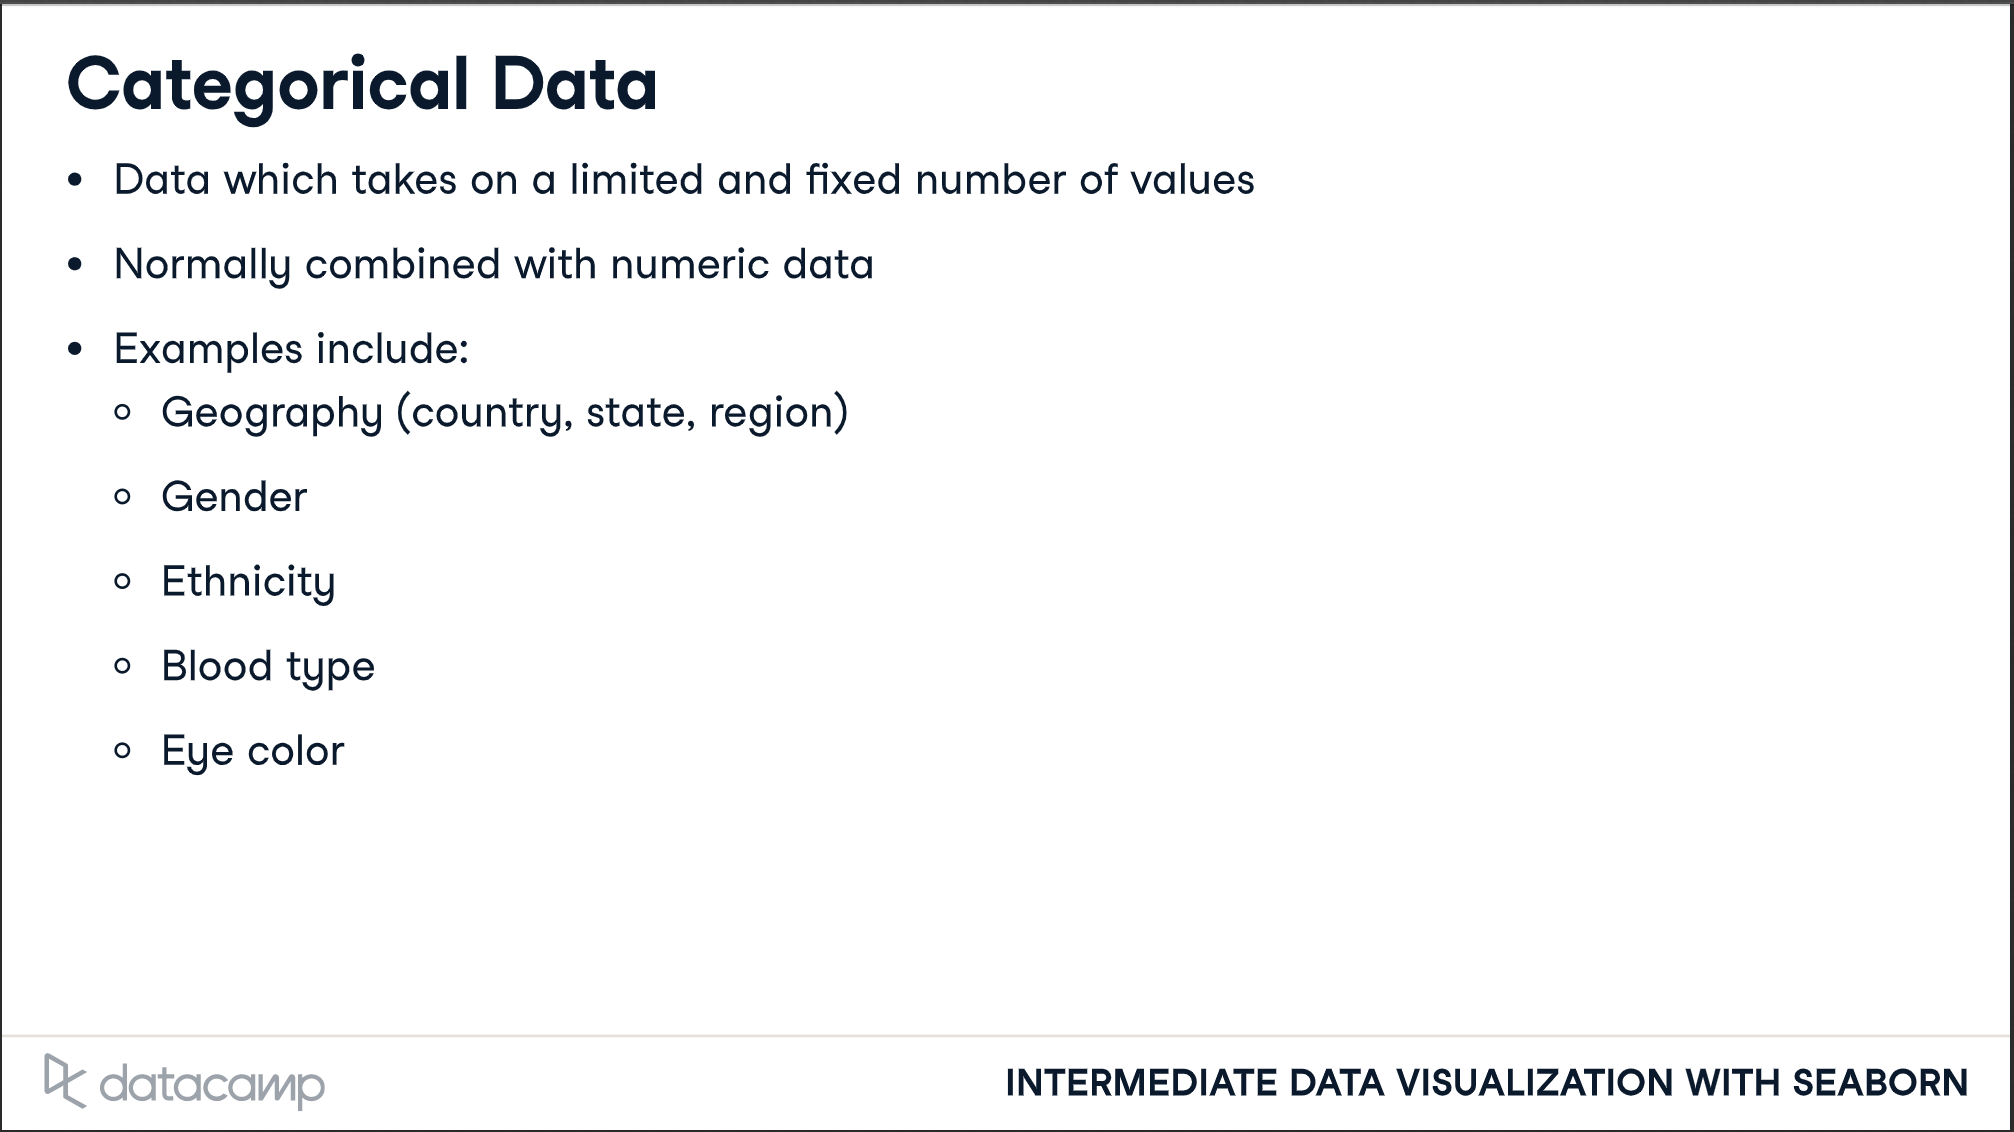 Categorical Data
• Data which takes on a limited and fixed number of values
• Normally combined with numeric data
• Examples include:
○ Geography (country, state, region)
○ Gender
○ Ethnicity
○ Blood type
○ Eye color
datacamp
INTERMEDIATE DATA VISUALIZATION WITH SEABORN